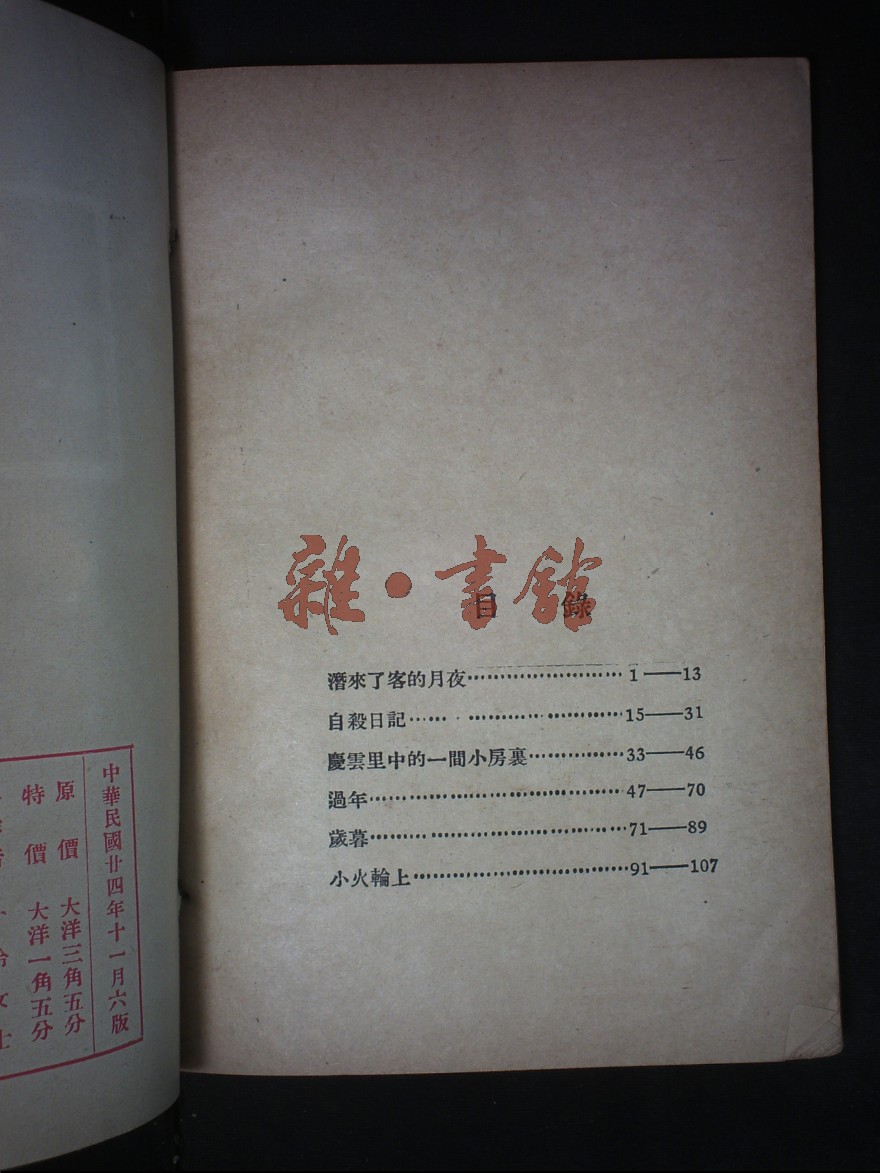 雜·書館
目錄
潛來了客的月夜························1——13
自殺日記························15——31
慶雲里中的一間小房裏··············33——46
過年····································47——70
歲暮····································71——89
小火輪上······························91——107
中華民國廿四年十一月六版
原價 大洋三角五分
特價 大洋一角五分
女士